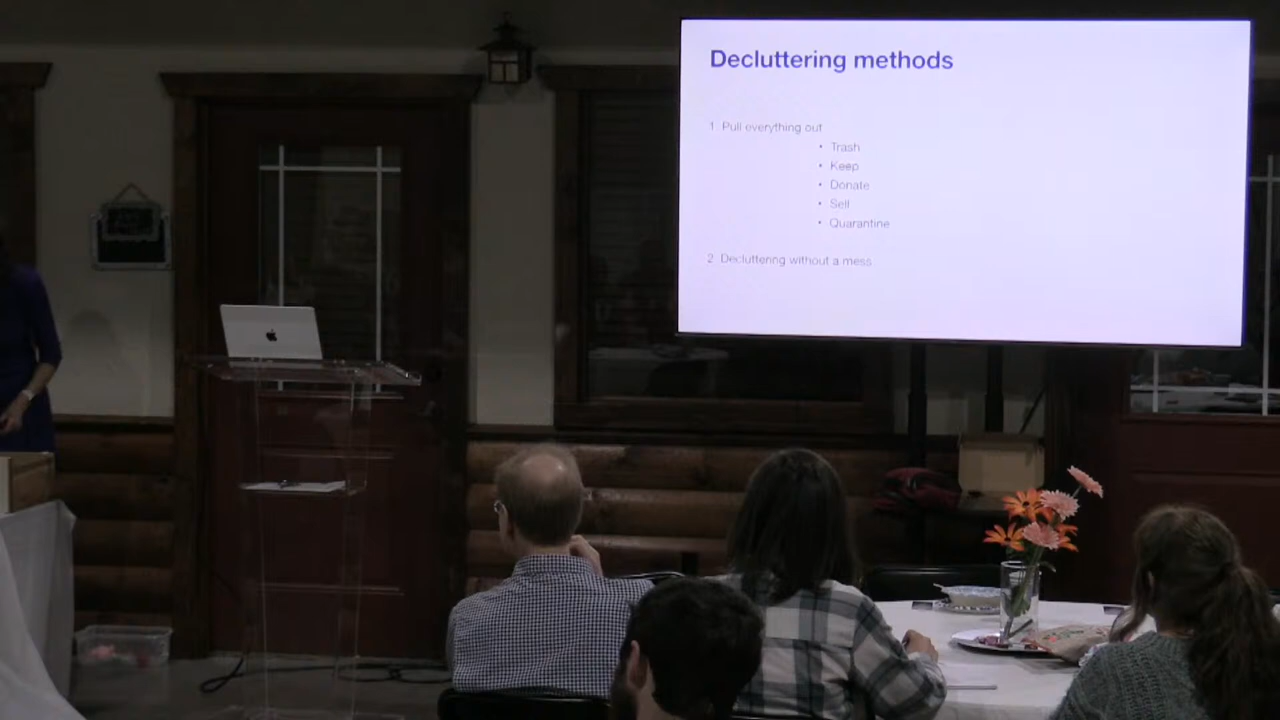 Decluttering methods
1 Pull everything out
• Trash
• Keep
• Donate
• Sell
• Quarantine
2 Decluttering without a mess